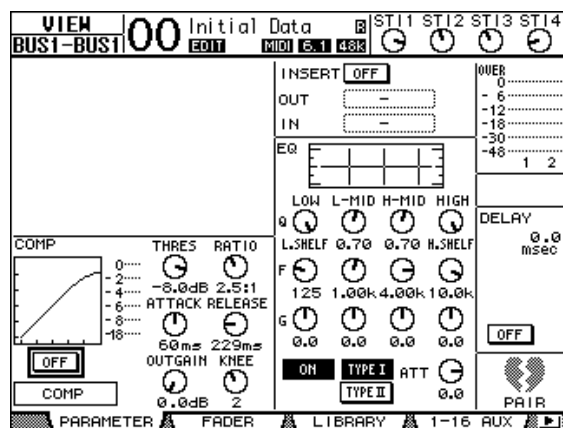 VIEW
BUS1-BUS1
00
Initial Data
EDIT
MIDI 6.1 48k
STI1 STI2 STI3 STI4
INSERT OFF
OUT -
IN -
OVER
0
-6
-12
-18
-30
-48
1 2
EQ
LOW L-MID H-MID HIGH
Q
L.SHELF 0.70 0.70 H.SHELF
F
125 1.00k 4.00k 10.0k
G
0.0 0.0 0.0 0.0
ON TYPE I ATT
TYPE II 0.0
DELAY
0.0
msec
OFF
PAIR
COMP
0
-2
-4
-6
-8
-18
OFF
COMP
THRES RATIO
-8.0dB 2.5:1
ATTACK RELEASE
60ms 229ms
OUTGAIN KNEE
0.0dB 2
PARAMETER FADER LIBRARY 1-16 AUX